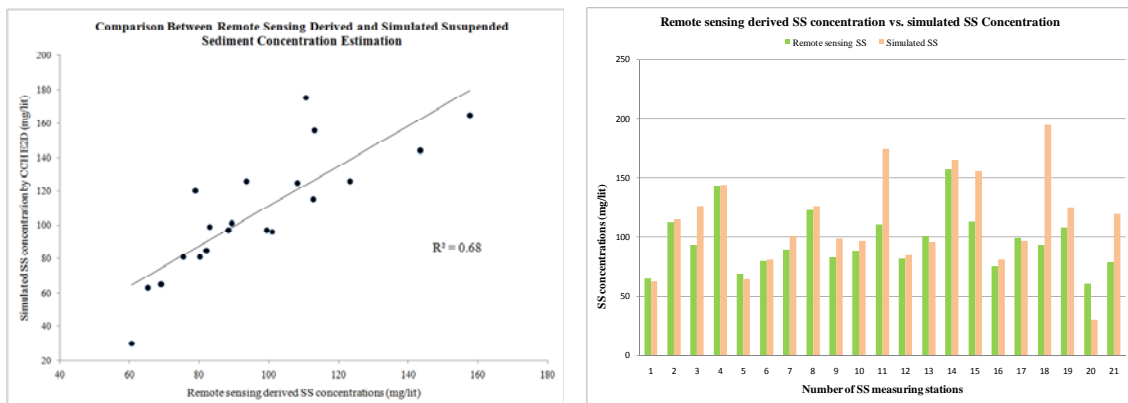 Comparison Between Remote Sensing Derived and Simulated Susupended
Sediment Concentration Estimation
Simulated SS concentration by CCHE2D (mg/lit)
200
180
160
140
120
100
80
60
40
20
R² = 0.68
40 60 80 100 120 140 160 180
Remote sensing derived SS concentrations (mg/lit)
Remote sensing derived SS concentration vs. simulated SS Concentration
Remote sensing SS Simulated SS
SS concentrations (mg/lit)
250
200
150
100
50
0
1 2 3 4 5 6 7 8 9 10 11 12 13 14 15 16 17 18 19 20 21
Number of SS measuring stations